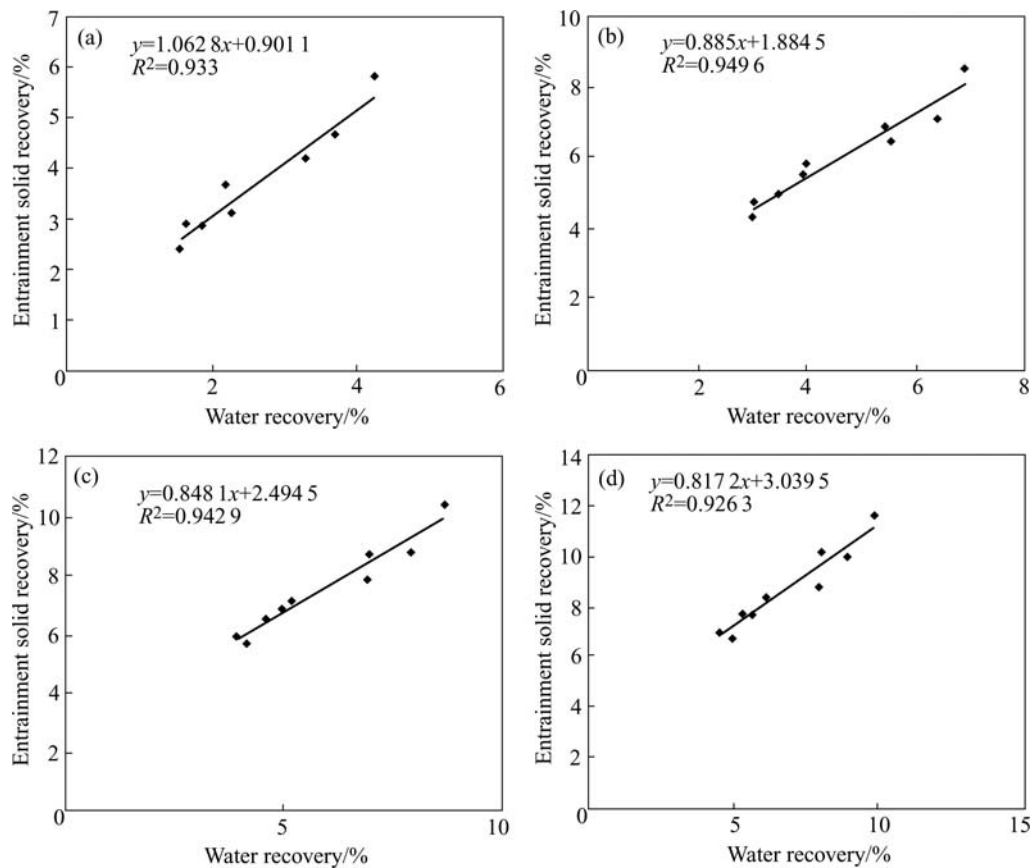 (a)
y=1.062 8x+0.901 1
R²=0.933
7
6
5
4
3
2
1
0
2
4
6
Entrainment solid recovery/%
Water recovery/%
(b)
y=0.885x+1.884 5
R²=0.949 6
10
8
6
4
2
0
2
4
6
8
Entrainment solid recovery/%
Water recovery/%
(c)
y=0.848 1x+2.494 5
R²=0.942 9
12
10
8
6
4
2
0
5
10
Entrainment solid recovery/%
Water recovery/%
(d)
y=0.817 2x+3.039 5
R²=0.926 3
14
12
10
8
6
4
2
0
5
10
15
Entrainment solid recovery/%
Water recovery/%